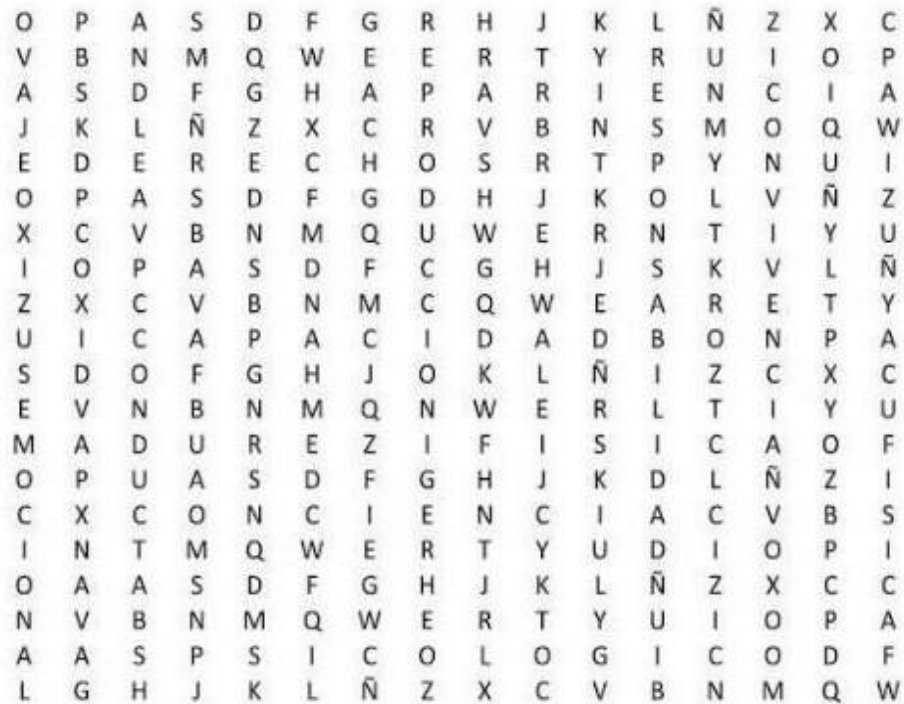 O P A S D F G R H J K L Ñ Z X C
V B N M Q W E E R T Y R U I O P
A S D F G H A P A R I E N C I A
J K L Ñ Z X C R V B N S M O Q W
E D E R E C H O S R T P Y N U I
O P A S D F G D H J K O L V Ñ Z
X C V B N M Q U W E R N T I Y U
I O P A S D F C G H J S K V L Ñ
Z X C V B N M C Q W E A R E T Y
U I C A P A C I D A D B O N P A
S D O F G H J O K L Ñ I Z C X C
E V N B N M Q N W E R L T I Y U
M A D U R E Z I F I S I C A O F
O P U A S D F G H J K D L Ñ Z I
C X C O N C I E N C I A C V B S
I N T M Q W E R T Y U D I O P I
O A A S D F G H J K L Ñ Z X C C
N V B N M Q W E R T Y U I O P A
A A S P S I C O L O G I C O D F
L G H J K L Ñ Z X C V B N M Q W